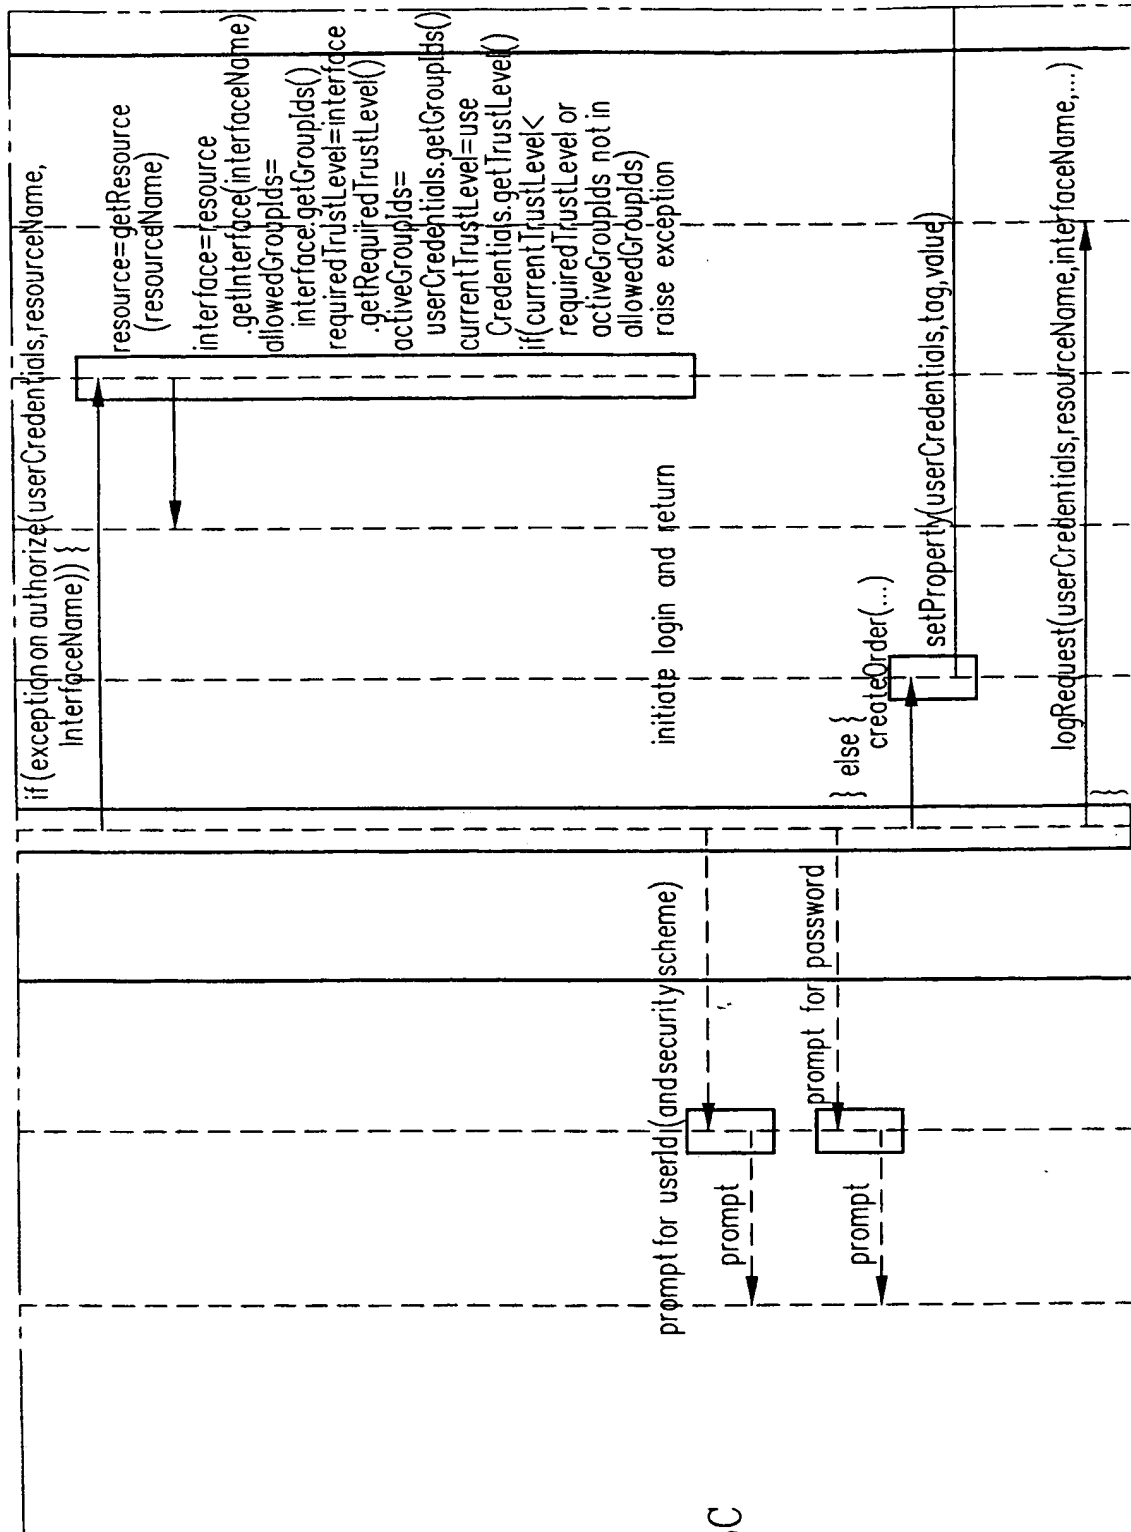 if(exception on authorize(userCredentials,resourceName,
InterfaceName)) {
resource=getResource
(resourceName)
interface=resource
.getInterface(interfaceName)
allowedGroupIds=
interface.getGroupIds()
requiredTrustLevel=interface
.getRequiredTrustLevel()
activeGroupIds=
userCredentials.getGroupIds()
currentTrustLevel=use
Credentials.getTrustLevel()
if(currentTrustLevel<
requiredTrustLevel or
activeGroupIds not in
allowedGroupIds)
raise exception
initiate login and return
prompt for userId (andsecurity scheme)
prompt
prompt for password
prompt
} else {
createOrder(...)
setProperty(userCredentials,tag,value)
logRequest(userCredentials,resourceName,interfaceName,...)
}